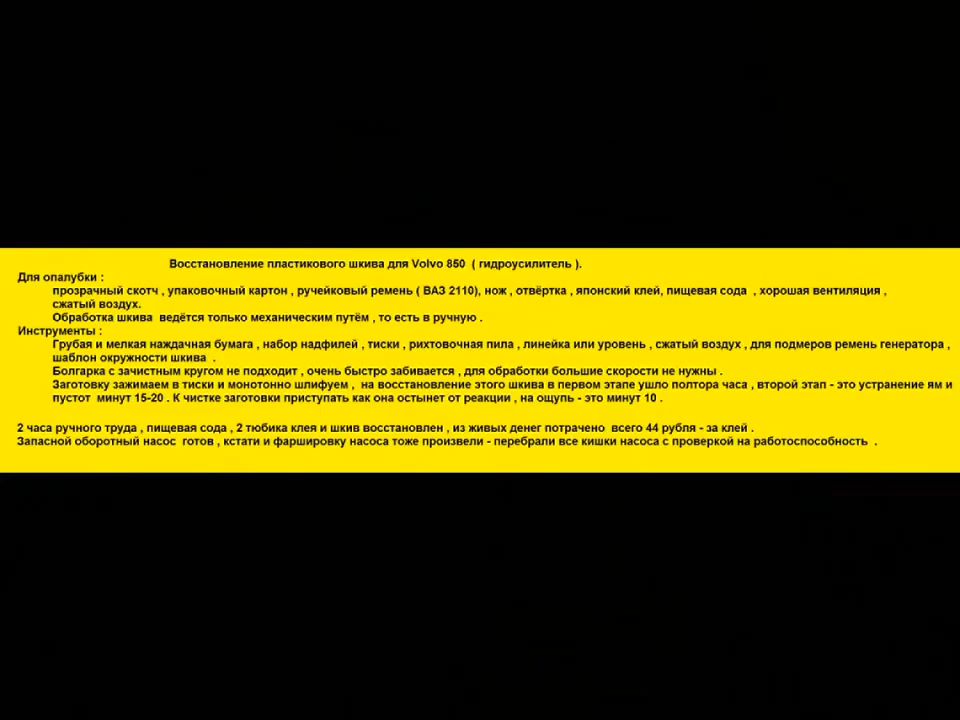 Восстановление пластикового шкива для Volvo 850 ( гидроусилитель ).
Для опалубки :
прозрачный скотч , упаковочный картон , ручейковый ремень ( ВАЗ 2110), нож , отвёртка , японский клей, пищевая сода , хорошая вентиляция ,
сжатый воздух.
Обработка шкива ведётся только механическим путём , то есть в ручную .
Инструменты :
Грубая и мелкая наждачная бумага , набор надфилей , тиски , рихтовочная пила , линейка или уровень , сжатый воздух , для подмеров ремень генератора ,
шаблон окружности шкива .
Болгарка с зачистным кругом не подходит , очень быстро забивается , для обработки большие скорости не нужны .
Заготовку зажимаем в тиски и монотонно шлифуем , на восстановление этого шкива в первом этапе ушло полтора часа , второй этап - это устранение ям и
пустот минут 15-20 . К чистке заготовки приступать как она остынет от реакции , на ощупь - это минут 10 .
2 часа ручного труда , пищевая сода , 2 тюбика клея и шкив восстановлен , из живых денег потрачено всего 44 рубля - за клей .
Запасной оборотный насос готов , кстати и фаршировку насоса тоже произвели - перебрали все кишки насоса с проверкой на работоспособность .